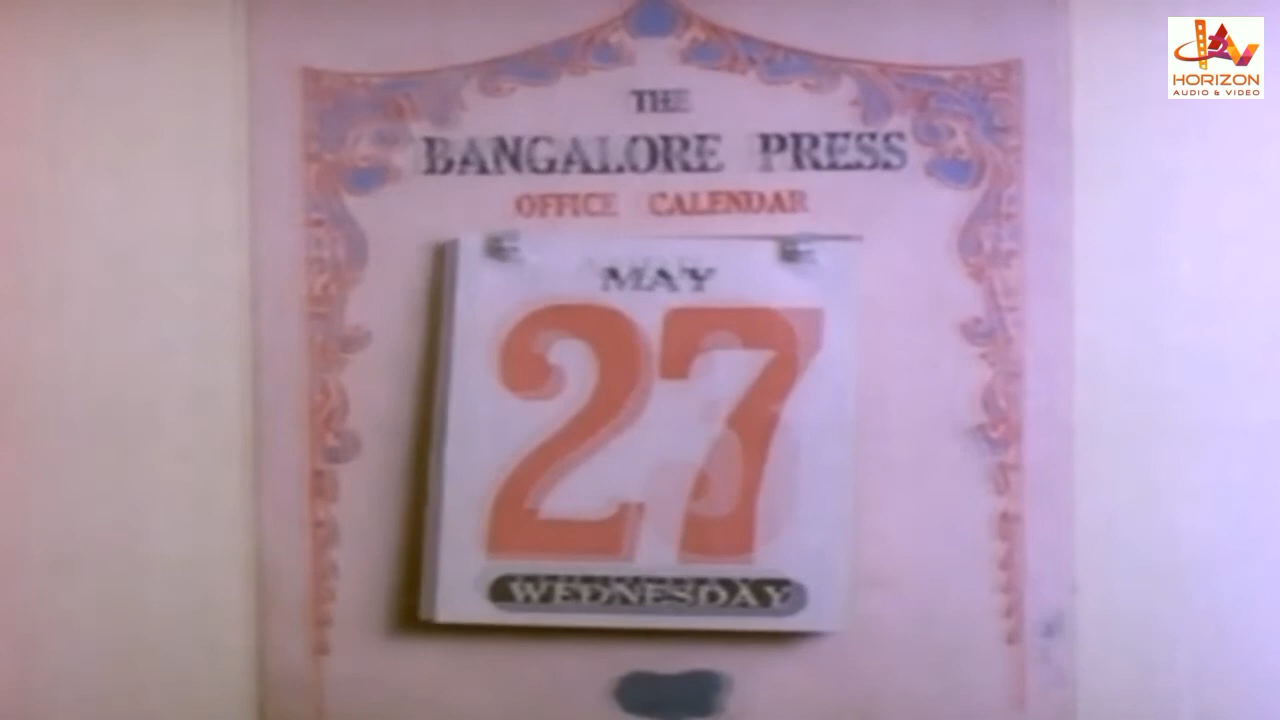 HORIZON
AUDIO & VIDEO
THE
BANGALORE PRESS
OFFICE CALENDAR
MAY
27
WEDNESDAY